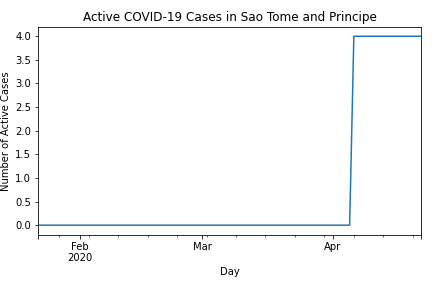 Active COVID-19 Cases in Sao Tome and Principe
Number of Active Cases
4.0
3.5
3.0
2.5
2.0
1.5
1.0
0.5
0.0
Feb
2020
Mar
Apr
Day